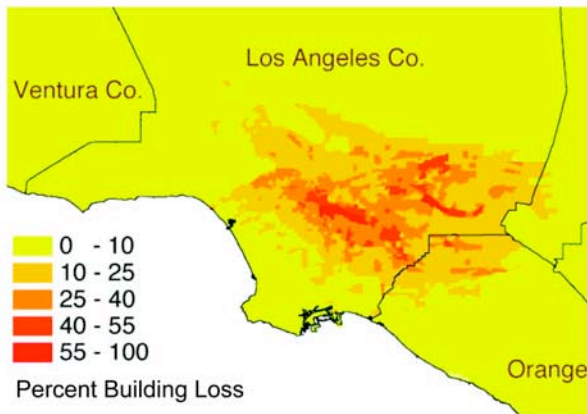 Los Angeles Co.
Ventura Co.
0 - 10
10 - 25
25 - 40
40 - 55
55 - 100
Orange
Percent Building Loss